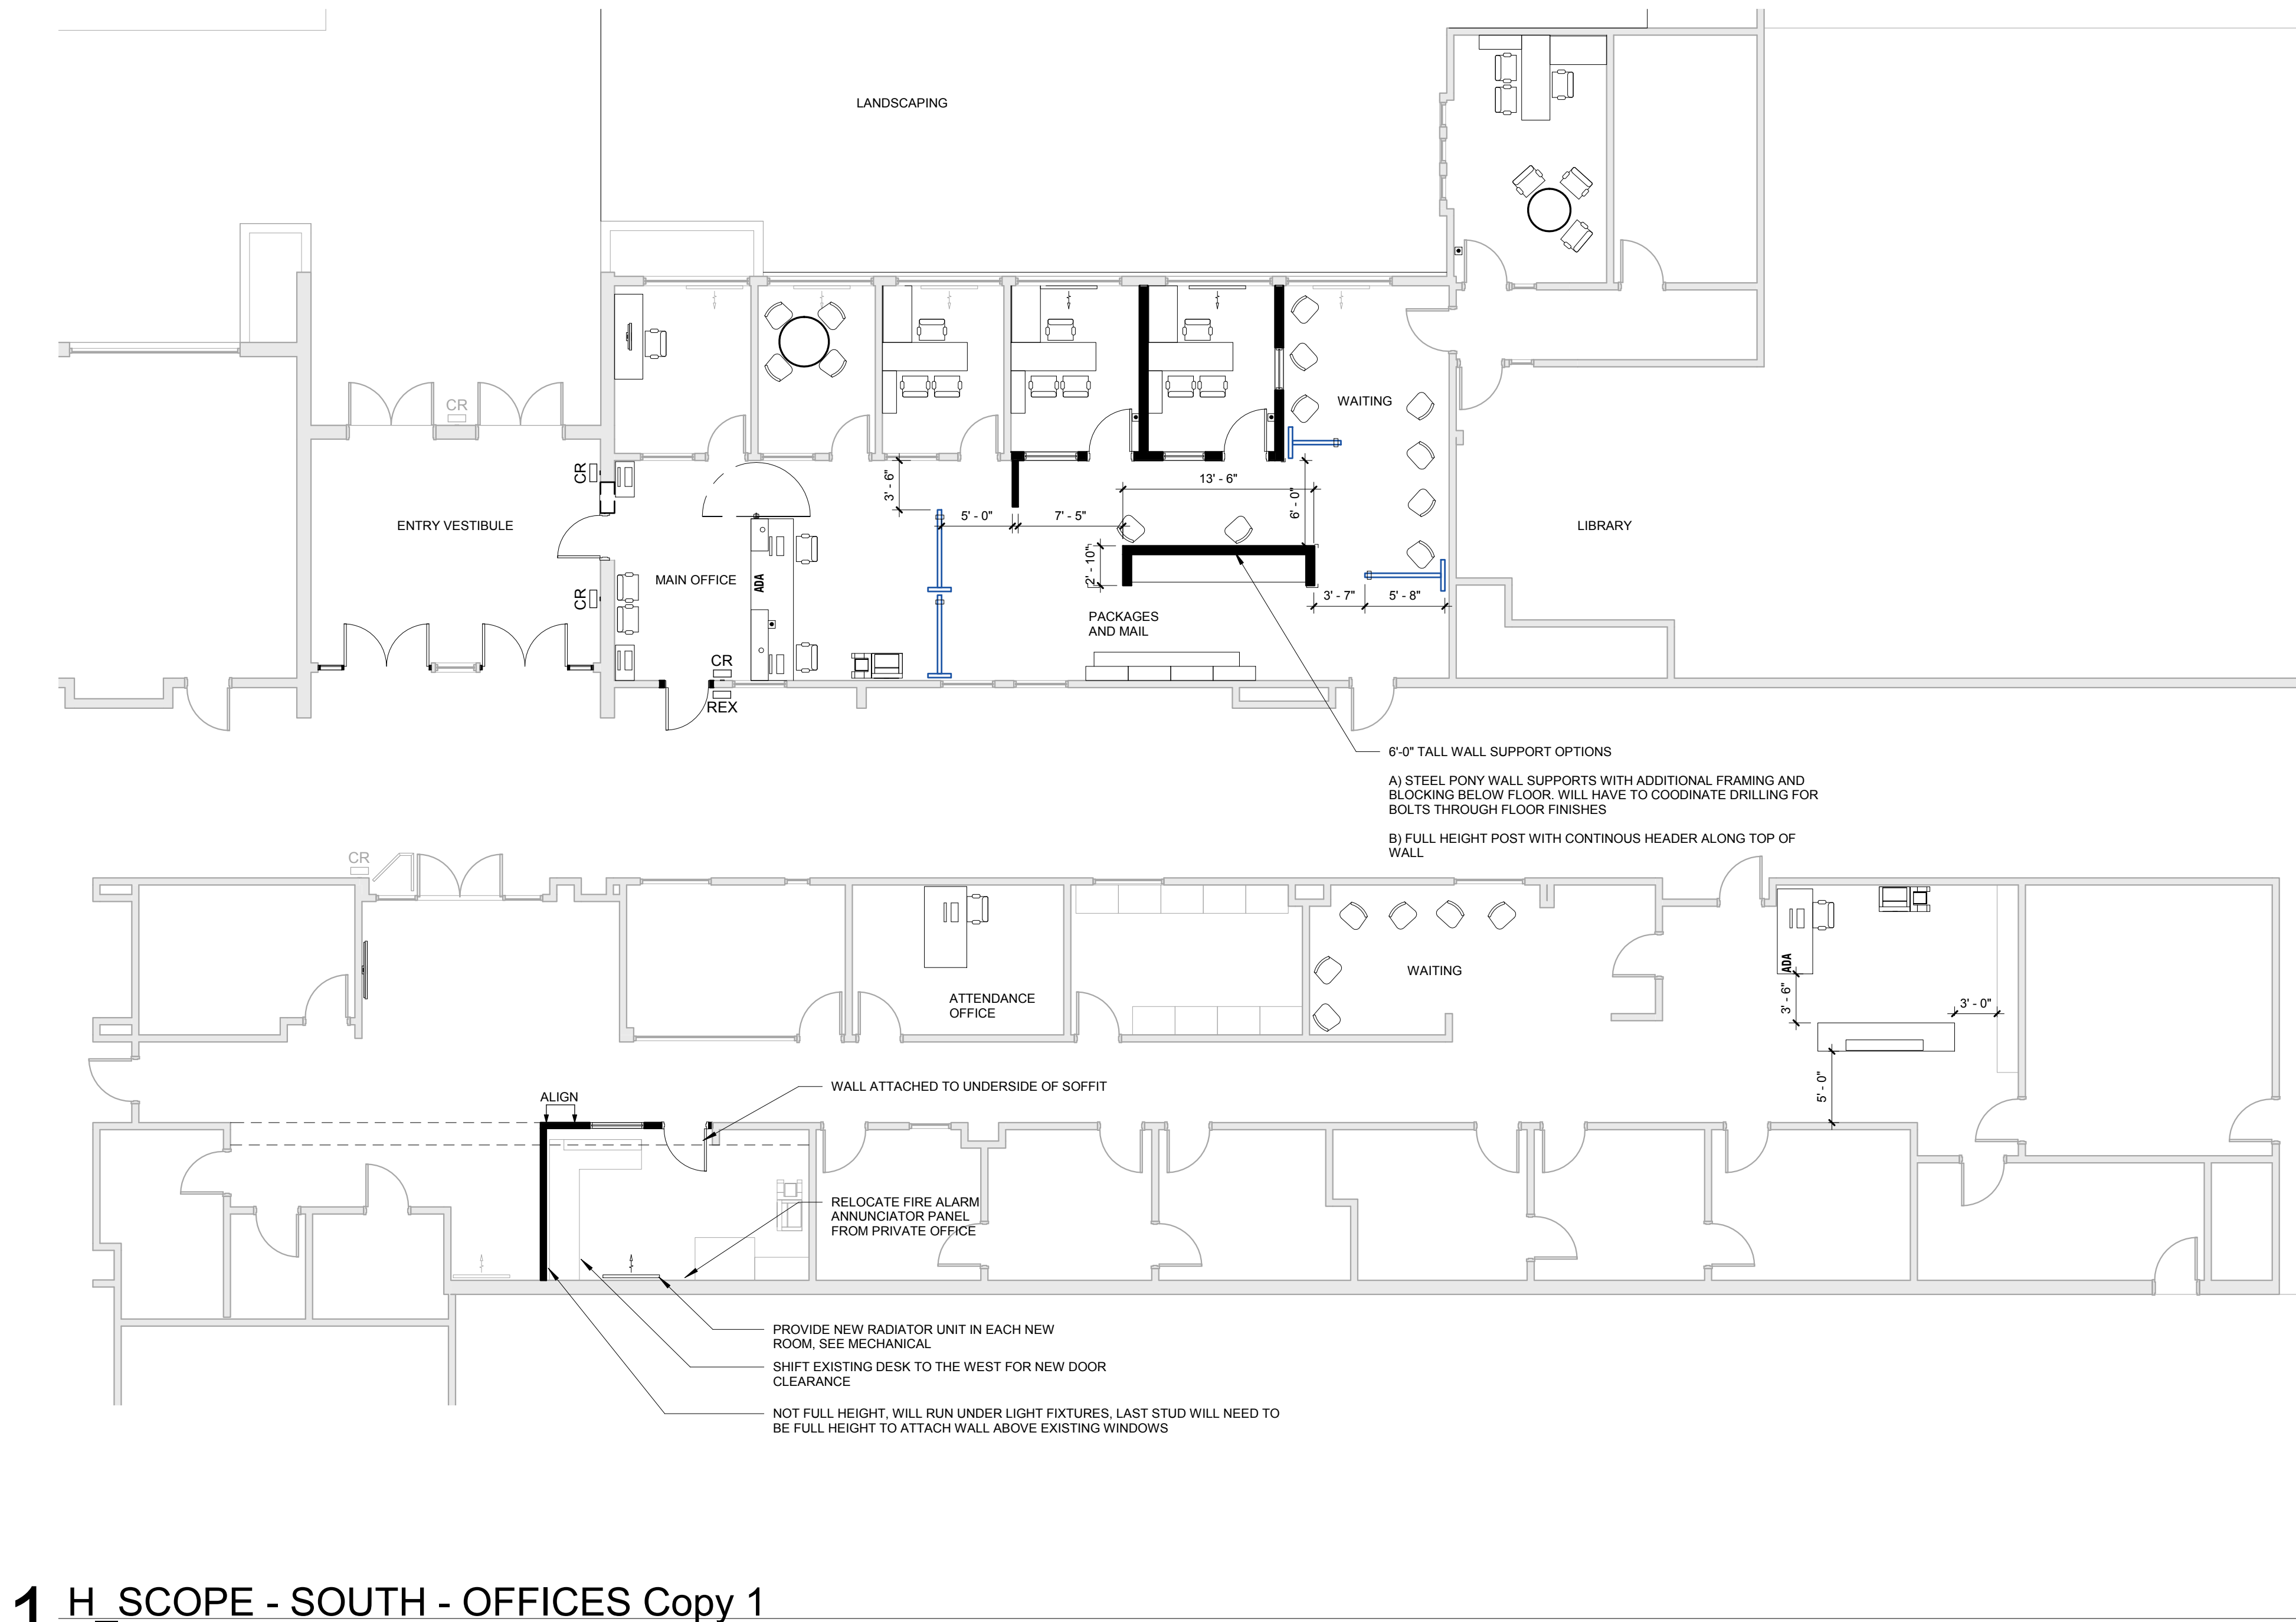 LANDSCAPING
CR
WAITING
CR
3' - 6"
13' - 6"
6' - 0"
5' - 0"
7' - 5"
ENTRY VESTIBULE
LIBRARY
2' - 10"
MAIN OFFICE
ADA
CR
3' - 7"
5' - 8"
PACKAGES
AND MAIL
CR
REX
6'-0" TALL WALL SUPPORT OPTIONS
A) STEEL PONY WALL SUPPORTS WITH ADDITIONAL FRAMING AND
BLOCKING BELOW FLOOR. WILL HAVE TO COODINATE DRILLING FOR
BOLTS THROUGH FLOOR FINISHES
B) FULL HEIGHT POST WITH CONTINOUS HEADER ALONG TOP OF
WALL
CR
WAITING
ADA
ATTENDANCE
OFFICE
3' - 6"
3' - 0"
5' - 0"
WALL ATTACHED TO UNDERSIDE OF SOFFIT
ALIGN
RELOCATE FIRE ALARM
ANNUNCIATOR PANEL
FROM PRIVATE OFFICE
PROVIDE NEW RADIATOR UNIT IN EACH NEW
ROOM, SEE MECHANICAL
SHIFT EXISTING DESK TO THE WEST FOR NEW DOOR
CLEARANCE
NOT FULL HEIGHT, WILL RUN UNDER LIGHT FIXTURES, LAST STUD WILL NEED TO
BE FULL HEIGHT TO ATTACH WALL ABOVE EXISTING WINDOWS
1 H_SCOPE - SOUTH - OFFICES Copy 1